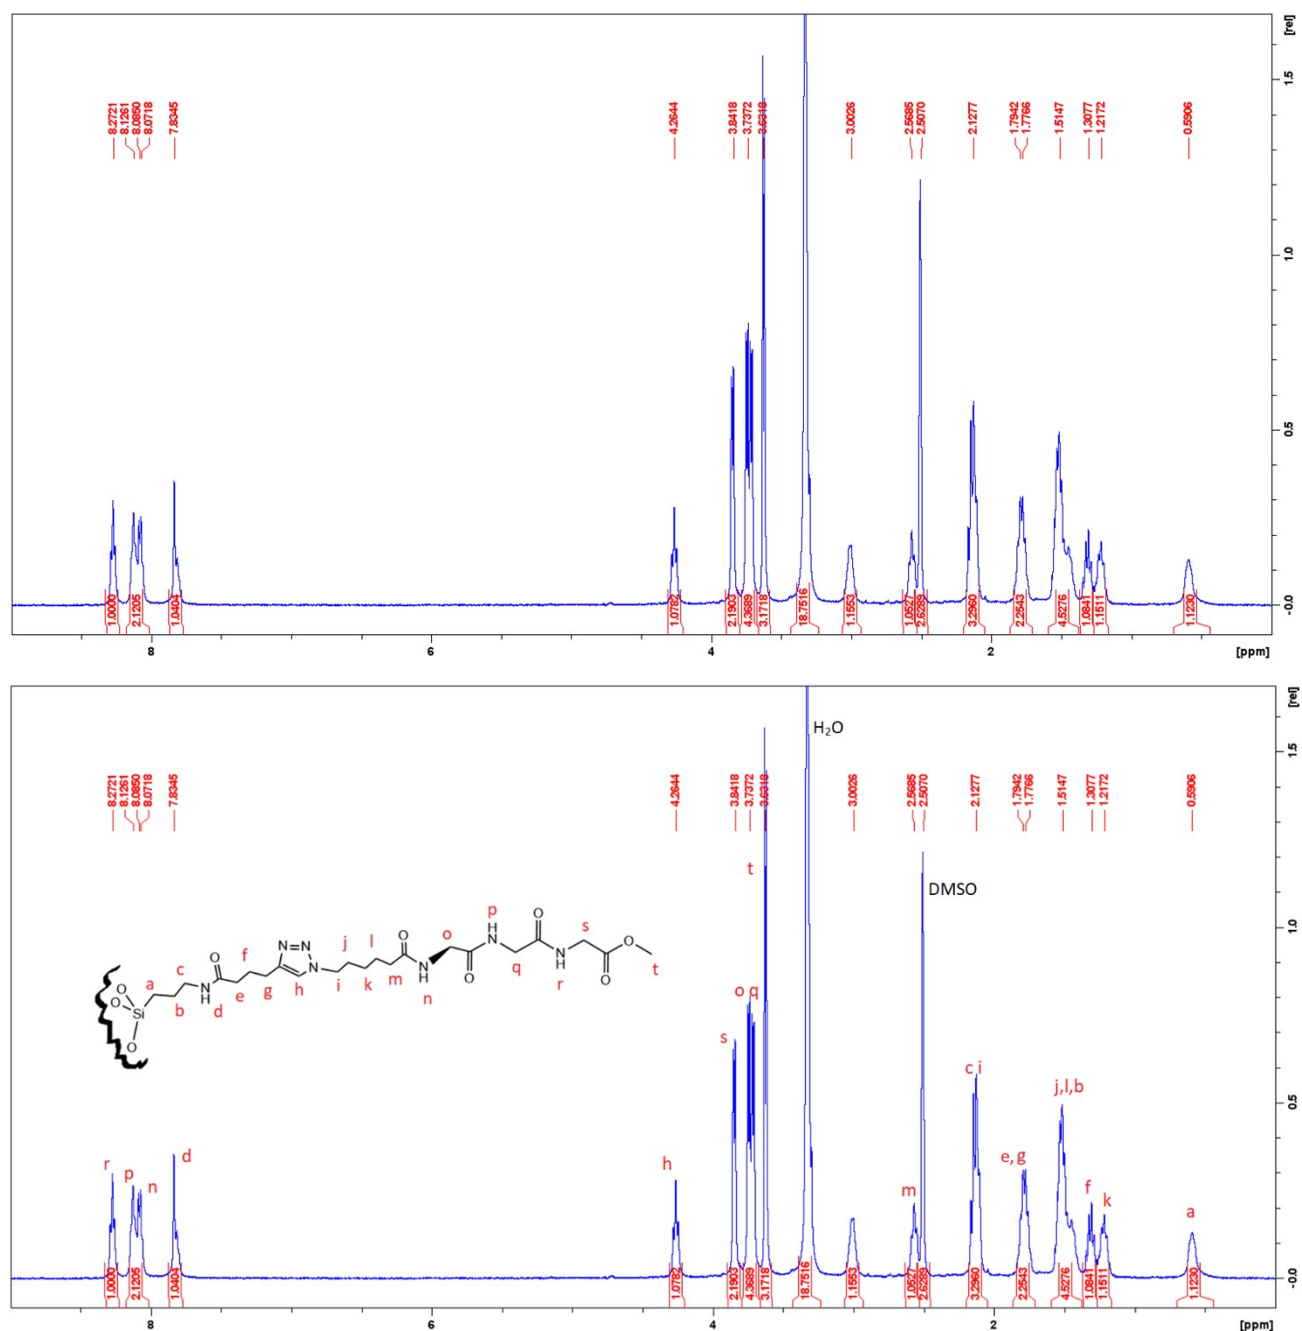 8.2721
8.1261
8.0850
8.0718
7.8345
4.2644
3.8418
3.7372
3.6318
3.0026
2.5685
2.5070
2.1277
1.7942
1.7766
1.5147
1.3077
1.2172
0.5906
[rel]
1.5
1.0
0.5
-0.0
1.0000
2.1205
1.0404
1.0782
2.1903
4.3689
3.1718
18.7516
1.1553
1.0527
2.6289
3.2960
2.2543
4.5276
1.0841
1.1511
1.1230
8 6 4 2 [ppm]
8.2721
8.1261
8.0850
8.0718
7.8345
4.2644
3.8418
3.7372
3.6318
3.0026
2.5685
2.5070
2.1277
1.7942
1.7766
1.5147
1.3077
1.2172
0.5906
[rel]
1.5
1.0
0.5
-0.0
H₂O
DMSO
t
o q
s
c i
j,l,b
e, g
f
k
a
m
h
d
r
p
n
N=N
N
N
O
O
O
Si
O
a
b
c
N
H
d
O
e
f
g
h
i
j
k
l
m
O
N
H
n
o
O
H
N
p
q
O
N
H
r
s
O
O
t
1.0000
2.1205
1.0404
1.0782
2.1903
4.3689
3.1718
18.7516
1.1553
1.0527
2.6289
3.2960
2.2543
4.5276
1.0841
1.1511
1.1230
8 6 4 2 [ppm]